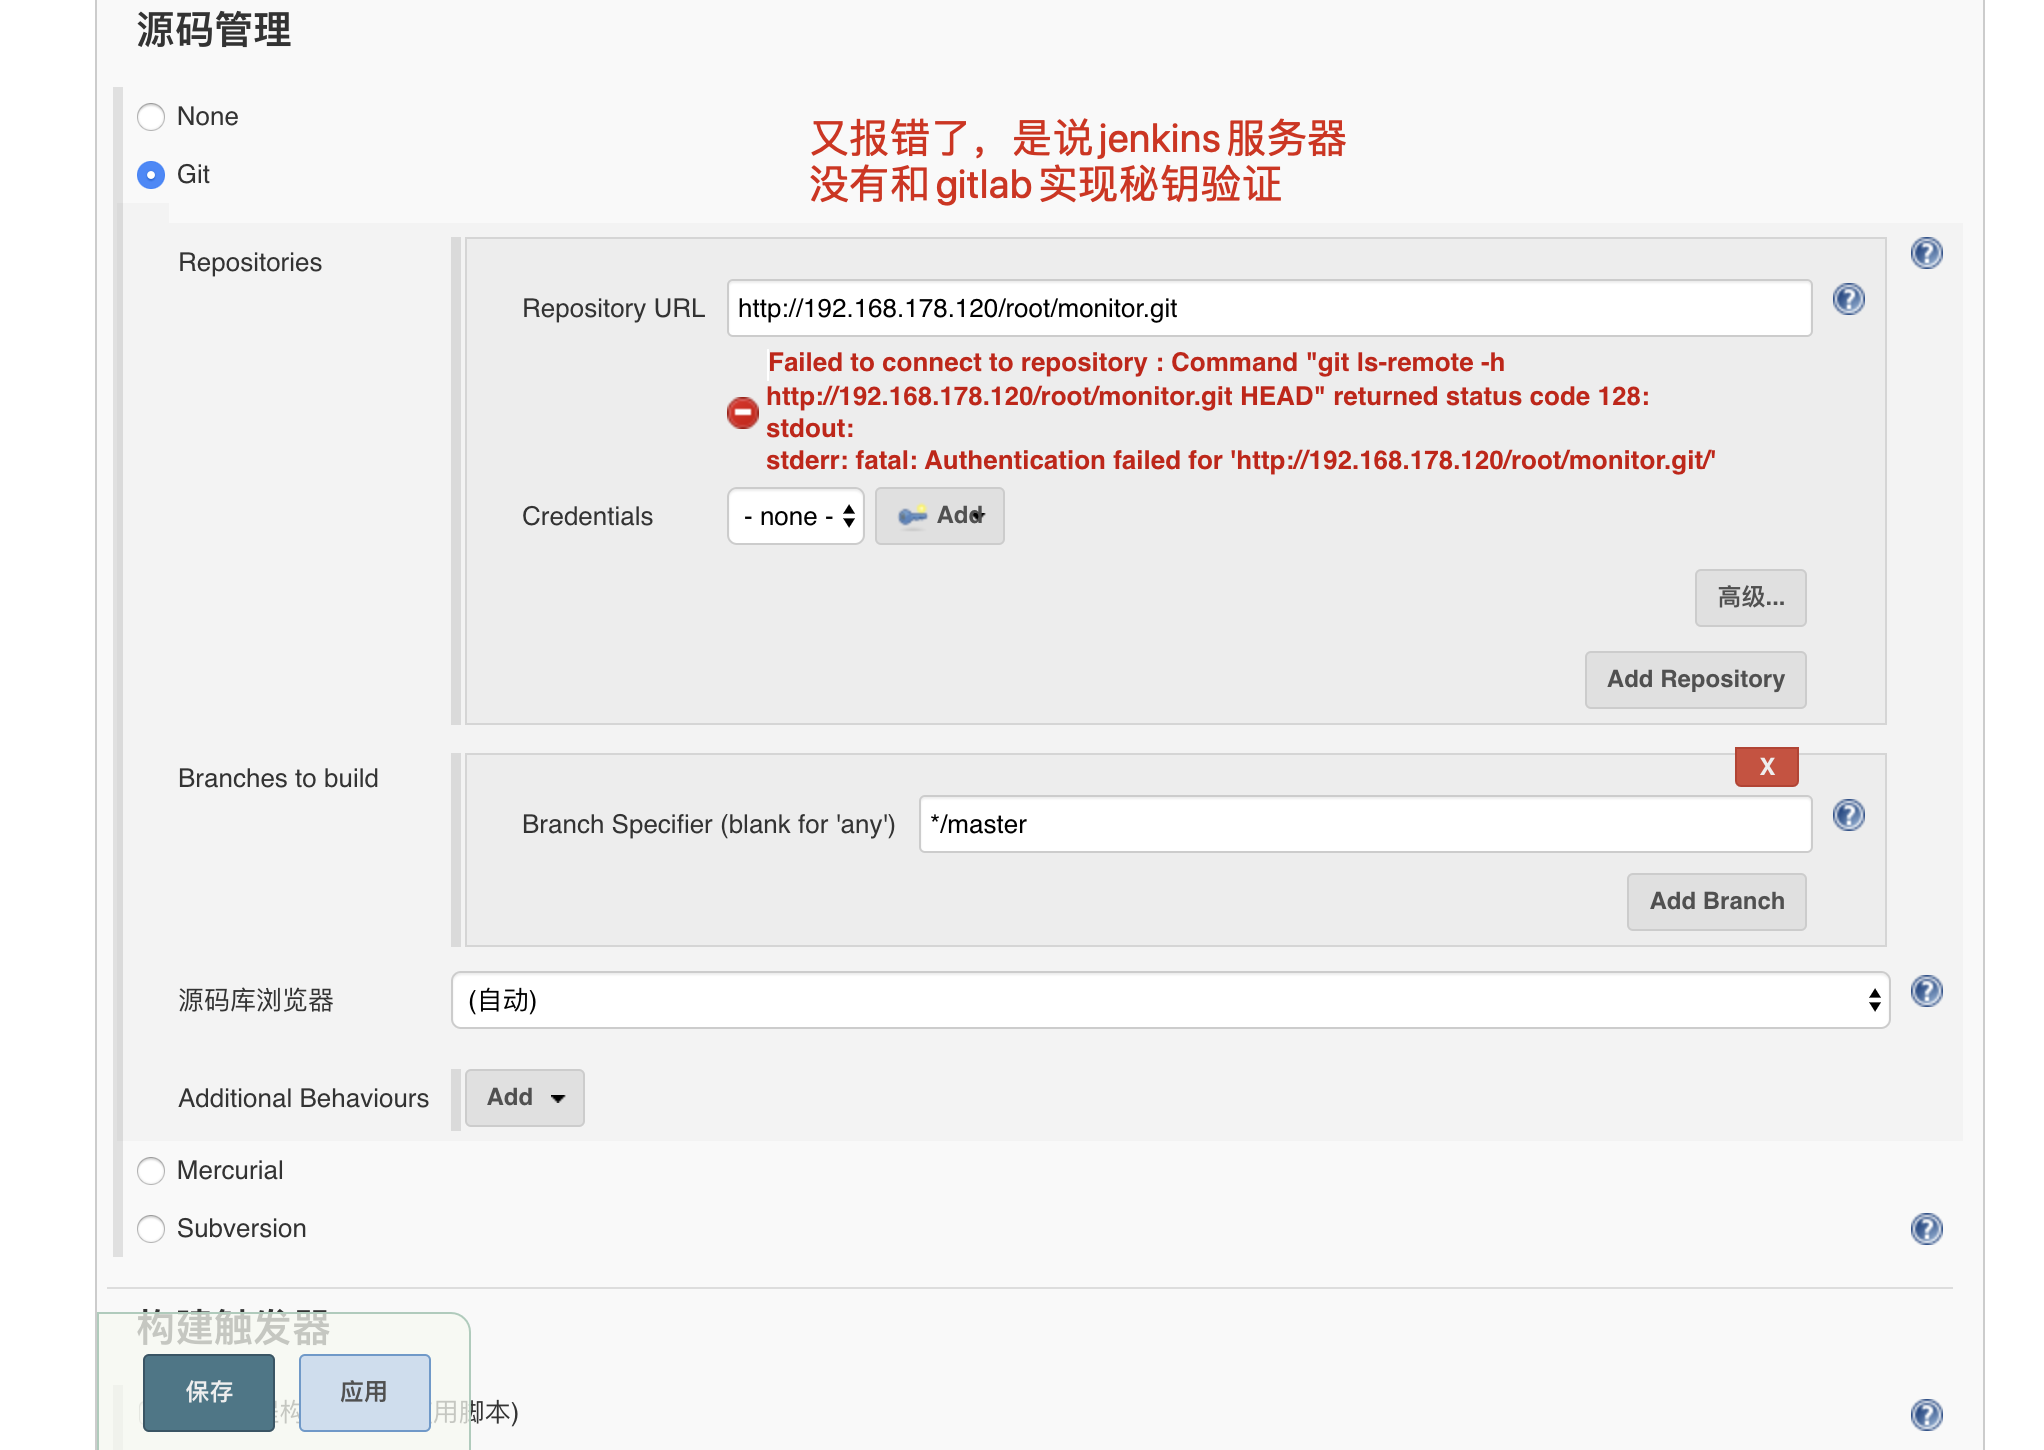 源码管理
None
又报错了，是说jenkins服务器
没有和gitlab实现秘钥验证
Git
Repositories
Repository URL
http://192.168.178.120/root/monitor.git
Failed to connect to repository : Command "git ls-remote -h
http://192.168.178.120/root/monitor.git HEAD" returned status code 128:
stdout:
stderr: fatal: Authentication failed for 'http://192.168.178.120/root/monitor.git/'
Credentials
- none -
Add
高级...
Add Repository
Branches to build
X
Branch Specifier (blank for 'any')
*/master
Add Branch
源码库浏览器
(自动)
Additional Behaviours
Add
Mercurial
Subversion
构建触发器
保存
应用
构
用脚本)